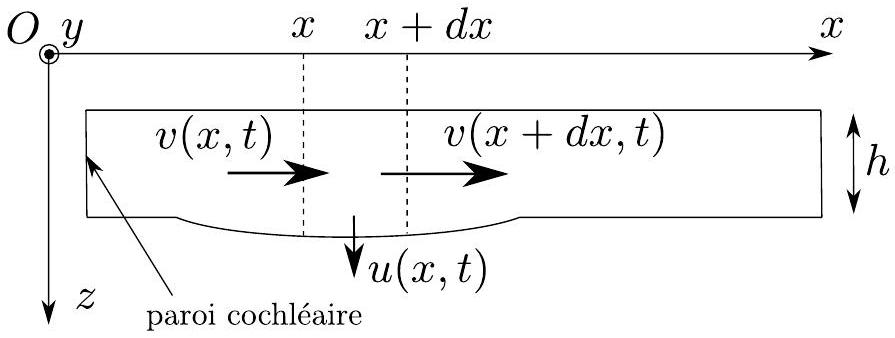 O y x x + dx x
v(x, t) v(x + dx, t)
h
u(x, t)
z
paroi cochléaire